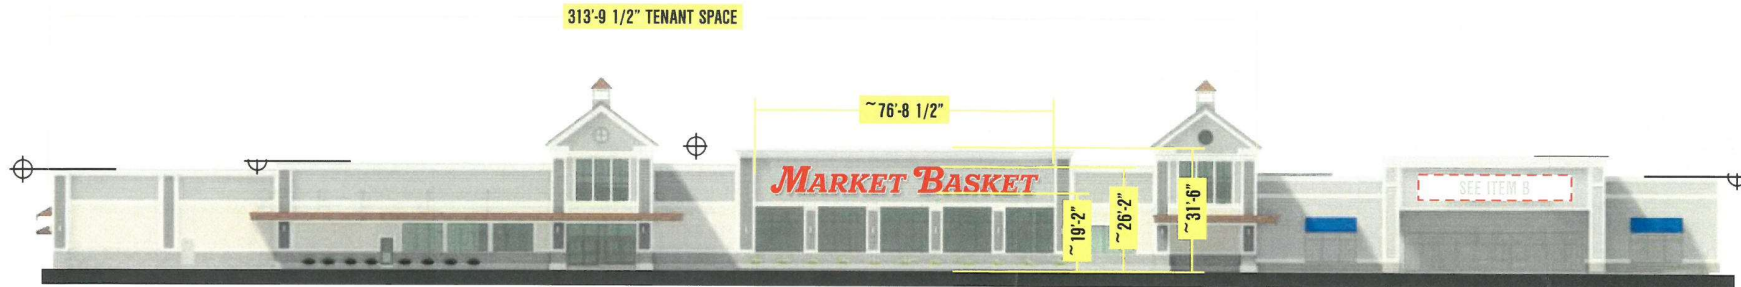 313'-9 1/2" TENANT SPACE
~76'-8 1/2"
MARKET BASKET
SEE ITEM 8
~19'-2"
~26'-2"
~31'-6"